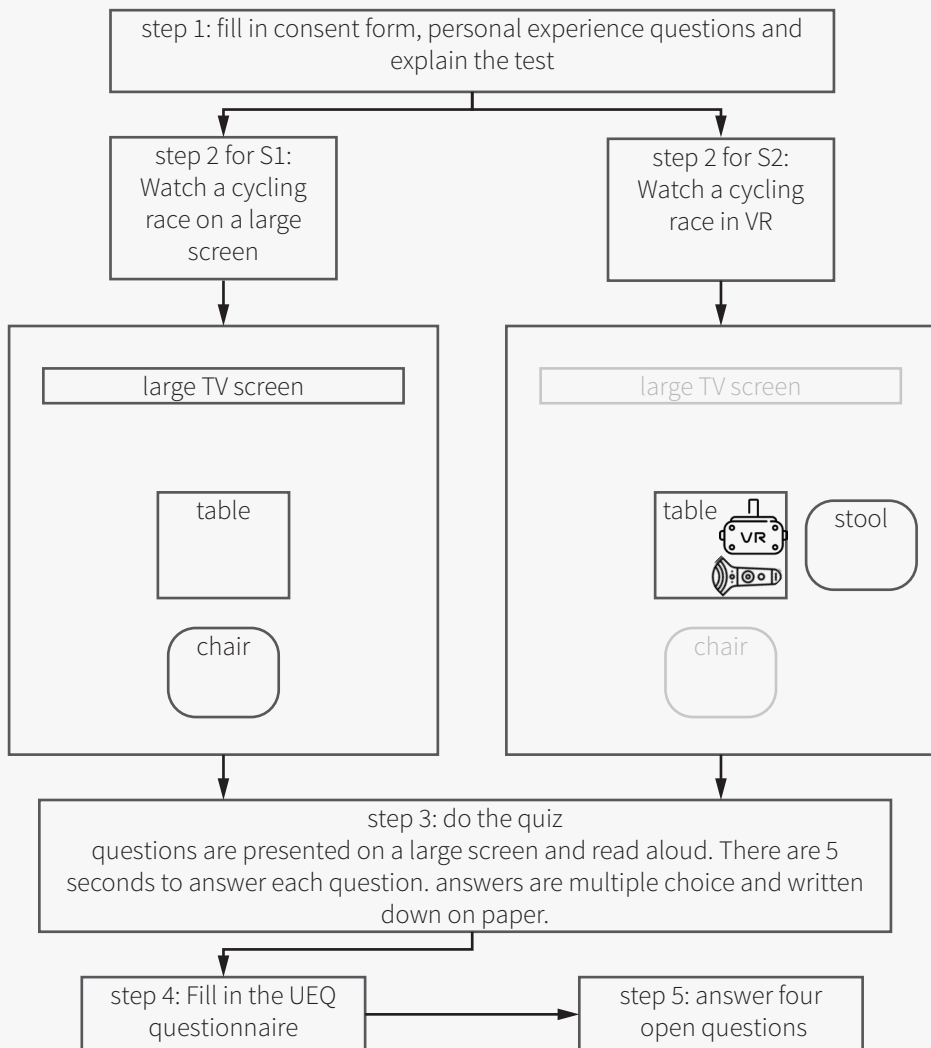 step 1: fill in consent form, personal experience questions and
explain the test
step 2 for S1:
Watch a cycling
race on a large
screen
step 2 for S2:
Watch a cycling
race in VR
large TV screen
table
chair
large TV screen
table
VR
stool
chair
step 3: do the quiz
questions are presented on a large screen and read aloud. There are 5
seconds to answer each question. answers are multiple choice and written
down on paper.
step 4: Fill in the UEQ
questionnaire
step 5: answer four
open questions